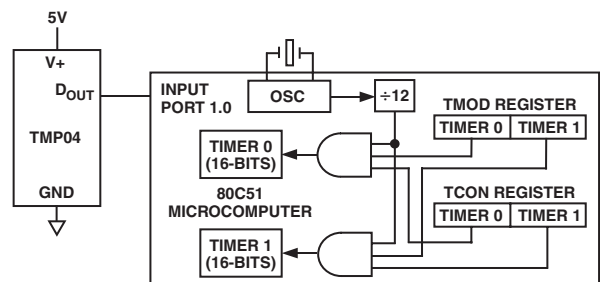 5V
V+
DOUT
TMP04
GND
INPUT
PORT 1.0
OSC
÷12
TIMER 0
(16-BITS)
80C51
MICROCOMPUTER
TIMER 1
(16-BITS)
TMOD REGISTER
TIMER 0 TIMER 1
TCON REGISTER
TIMER 0 TIMER 1